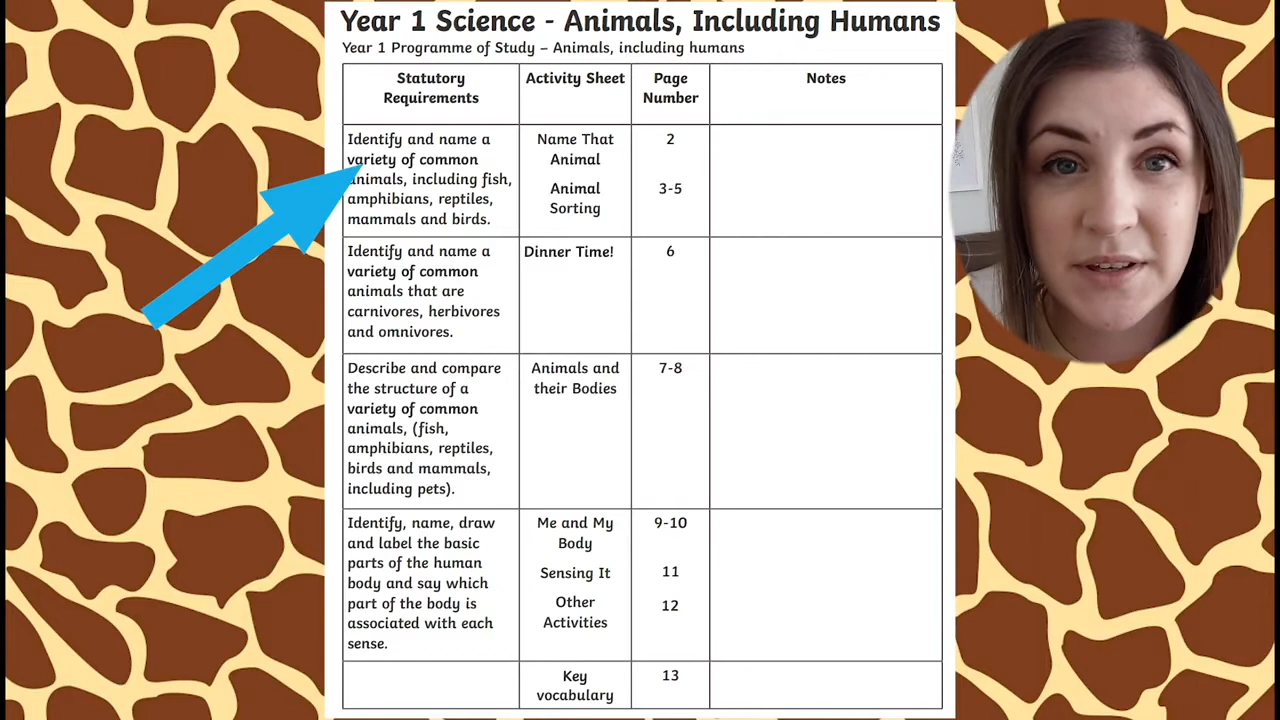 Year 1 Science - Animals, Including Humans
Year 1 Programme of Study – Animals, including humans
Statutory
Requirements
Activity Sheet
Page
Number
Notes
Identify and name a
variety of common
animals, including fish,
amphibians, reptiles,
mammals and birds.
Name That
Animal
2
Animal
Sorting
3-5
Identify and name a
variety of common
animals that are
carnivores, herbivores
and omnivores.
Dinner Time!
6
Describe and compare
the structure of a
variety of common
animals, (fish,
amphibians, reptiles,
birds and mammals,
including pets).
Animals and
their Bodies
7-8
Identify, name, draw
and label the basic
parts of the human
body and say which
part of the body is
associated with each
sense.
Me and My
Body
9-10
Sensing It
11
Other
Activities
12
Key
vocabulary
13